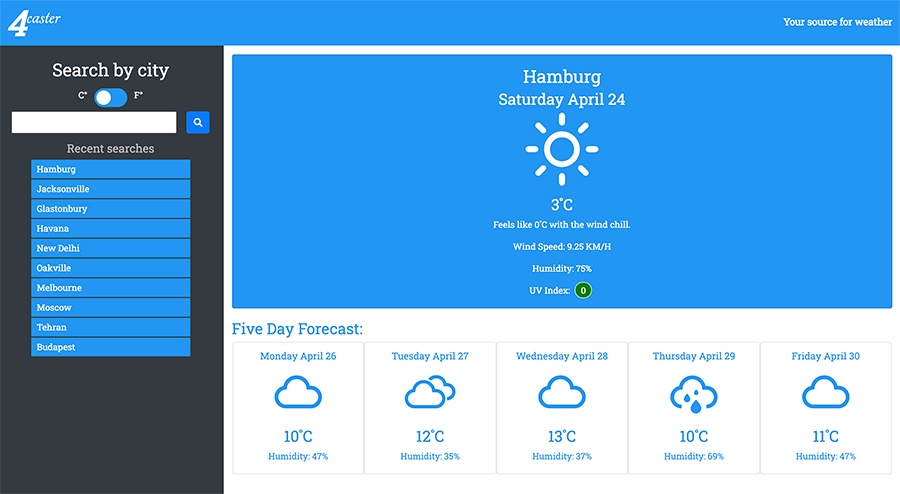 4caster
Your source for weather
Search by city
C° F°
Recent searches
Hamburg
Jacksonville
Glastonbury
Havana
New Delhi
Oakville
Melbourne
Moscow
Tehran
Budapest
Hamburg
Saturday April 24
3°C
Feels like 0°C with the wind chill.
Wind Speed: 9.25 KM/H
Humidity: 75%
UV Index: 0
Five Day Forecast:
Monday April 26
10°C
Humidity: 47%
Tuesday April 27
12°C
Humidity: 35%
Wednesday April 28
13°C
Humidity: 37%
Thursday April 29
10°C
Humidity: 69%
Friday April 30
11°C
Humidity: 47%